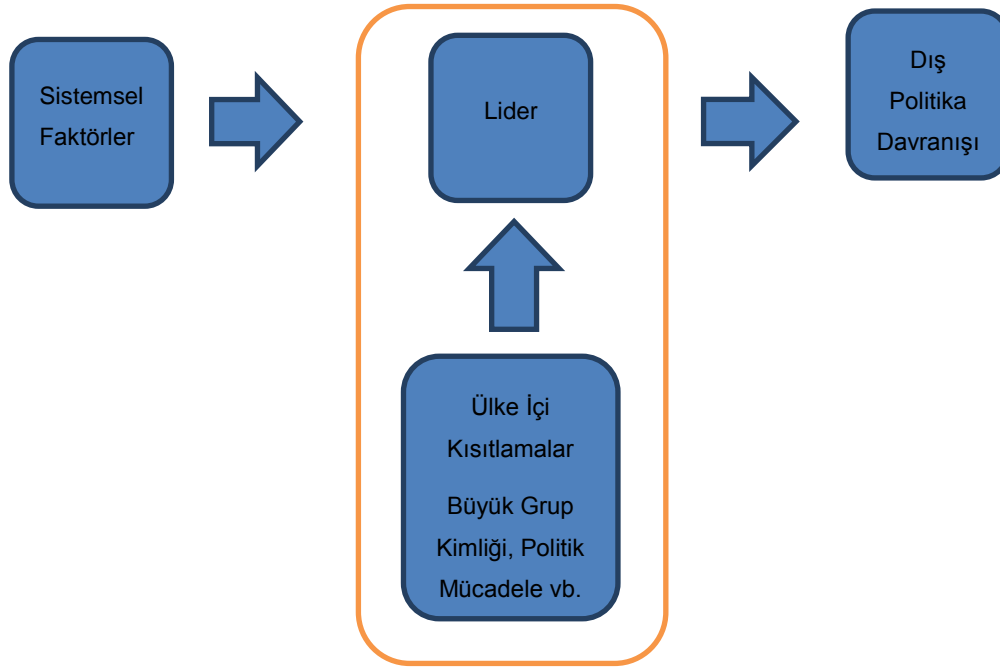 Sistemsel
Faktörler
Lider
Dış
Politika
Davranışı
Ülke İçi
Kısıtlamalar
Büyük Grup
Kimliği, Politik
Mücadele vb.